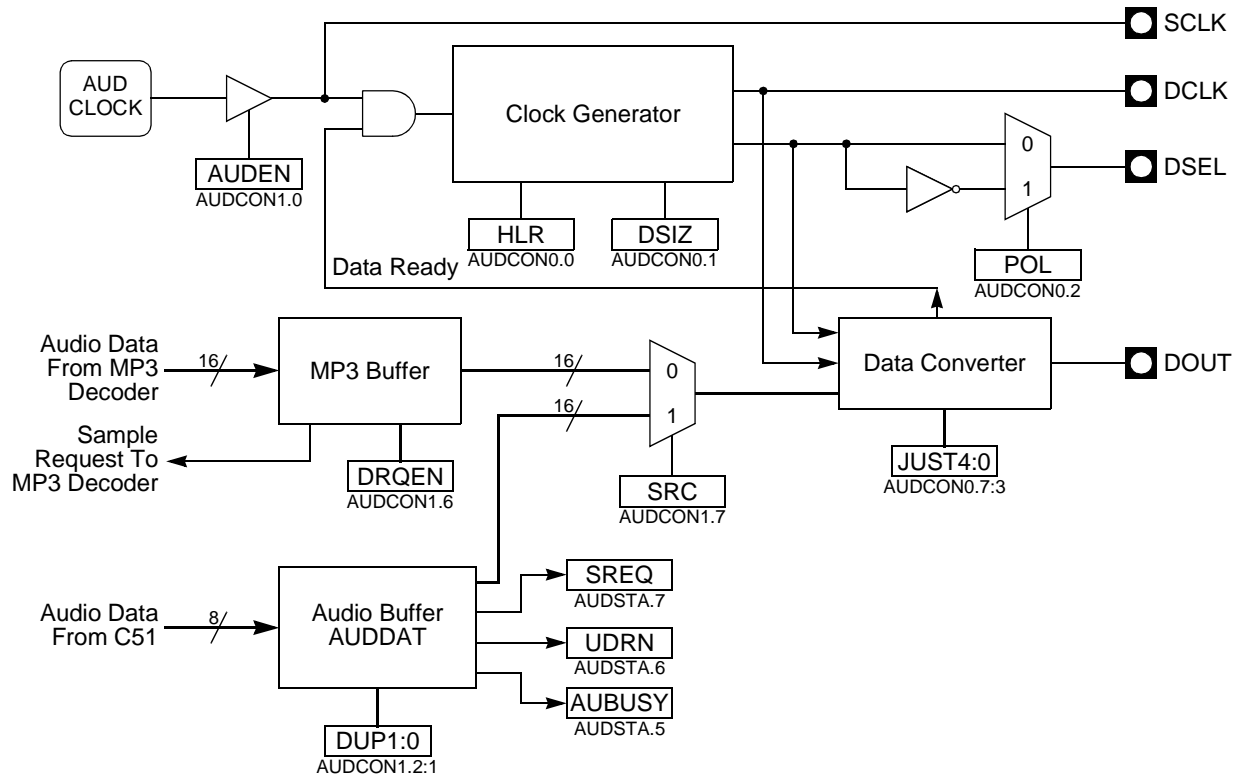 SCLK
AUD
CLOCK
Clock Generator
DCLK
0
1
DSEL
AUDEN
AUDCON1.0
HLR
AUDCON0.0
DSIZ
AUDCON0.1
POL
AUDCON0.2
Data Ready
Audio Data
From MP3
Decoder
16
MP3 Buffer
16
0
16
1
Data Converter
DOUT
Sample
Request To
MP3 Decoder
DRQEN
AUDCON1.6
SRC
AUDCON1.7
JUST4:0
AUDCON0.7:3
Audio Data
From C51
8
Audio Buffer
AUDDAT
SREQ
AUDSTA.7
UDRN
AUDSTA.6
AUBUSY
AUDSTA.5
DUP1:0
AUDCON1.2:1